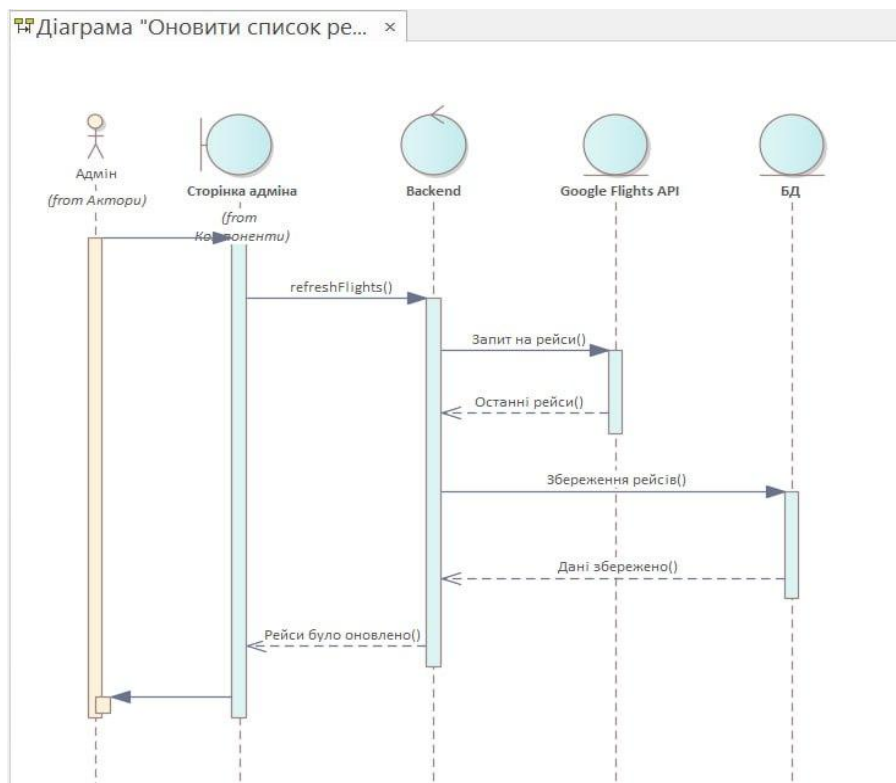 Діаграма "Оновити список ре... ×
Адмін
(from Актори)
Сторінка адміна
(from
Компоненти)
Backend
Google Flights API
БД
refreshFlights()
Запит на рейси()
Останні рейси()
Збереження рейсів()
Дані збережено()
Рейси було оновлено()